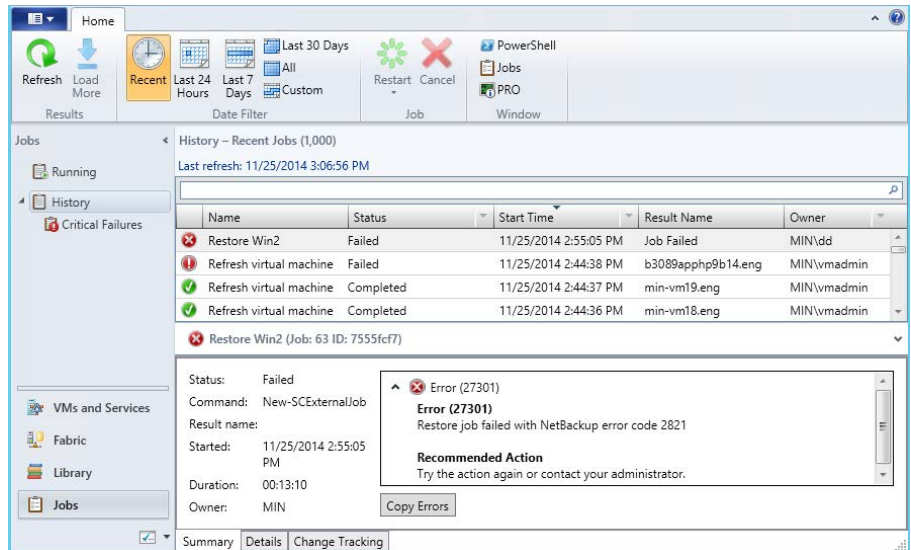 Home
Refresh
Load More
Results
Recent
Last 24 Hours
Last 7 Days
Last 30 Days
All
Custom
Date Filter
Restart
Cancel
Job
PowerShell
Jobs
PRO
Window
Jobs
Running
History
Critical Failures
VMs and Services
Fabric
Library
Jobs
History – Recent Jobs (1,000)
Last refresh: 11/25/2014 3:06:56 PM
Name Status Start Time Result Name Owner
Restore Win2 Failed 11/25/2014 2:55:05 PM Job Failed MIN\dd
Refresh virtual machine Failed 11/25/2014 2:44:38 PM b3089apphp9b14.eng MIN\vmadmin
Refresh virtual machine Completed 11/25/2014 2:44:37 PM min-vm19.eng MIN\vmadmin
Refresh virtual machine Completed 11/25/2014 2:44:36 PM min-vm18.eng MIN\vmadmin
Restore Win2 (Job: 63 ID: 7555fcf7)
Status: Failed
Command: New-SCExternalJob
Result name:
Started: 11/25/2014 2:55:05
PM
Duration: 00:13:10
Owner: MIN
Error (27301)
Error (27301)
Restore job failed with NetBackup error code 2821
Recommended Action
Try the action again or contact your administrator.
Copy Errors
Summary Details Change Tracking